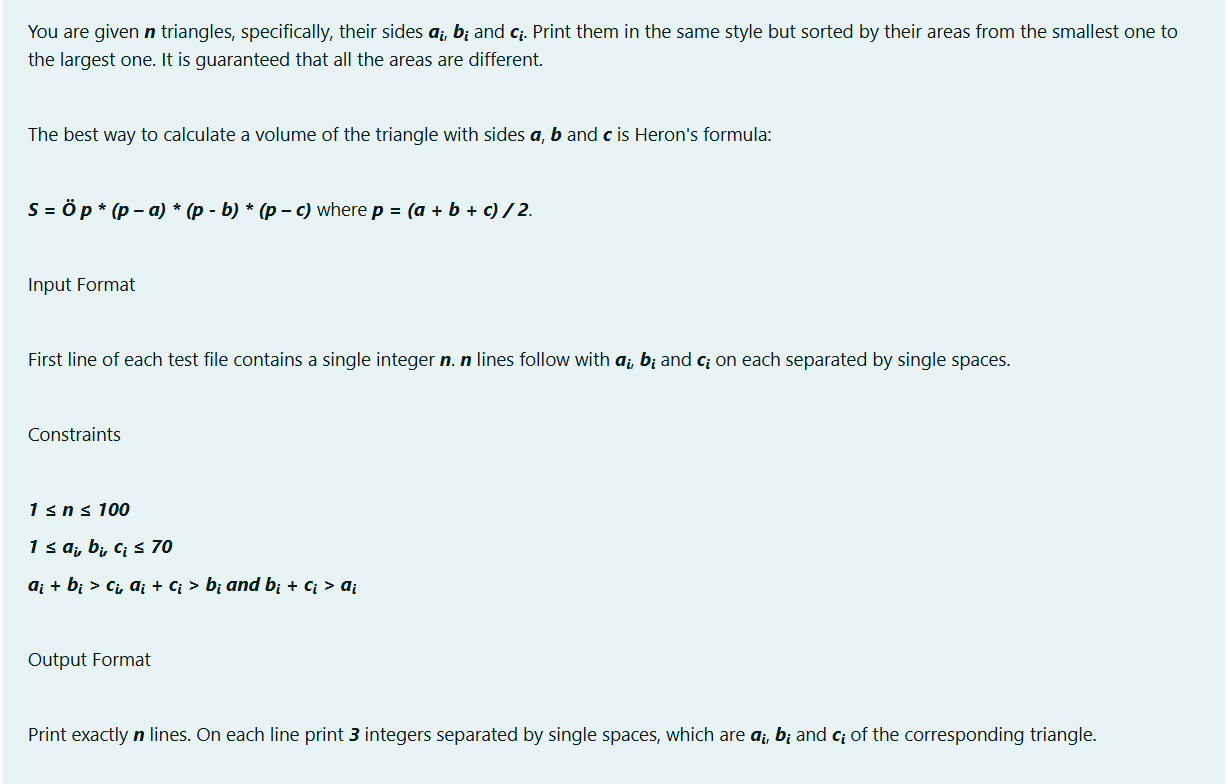 You are given n triangles, specifically, their sides aᵢ, bᵢ and cᵢ. Print them in the same style but sorted by their areas from the smallest one to
the largest one. It is guaranteed that all the areas are different.
The best way to calculate a volume of the triangle with sides a, b and c is Heron's formula:
S = Ö p * (p – a) * (p - b) * (p – c) where p = (a + b + c) / 2.
Input Format
First line of each test file contains a single integer n. n lines follow with aᵢ, bᵢ and cᵢ on each separated by single spaces.
Constraints
1 ≤ n ≤ 100
1 ≤ aᵢ, bᵢ, cᵢ ≤ 70
aᵢ + bᵢ > cᵢ, aᵢ + cᵢ > bᵢ and bᵢ + cᵢ > aᵢ
Output Format
Print exactly n lines. On each line print 3 integers separated by single spaces, which are aᵢ, bᵢ and cᵢ of the corresponding triangle.